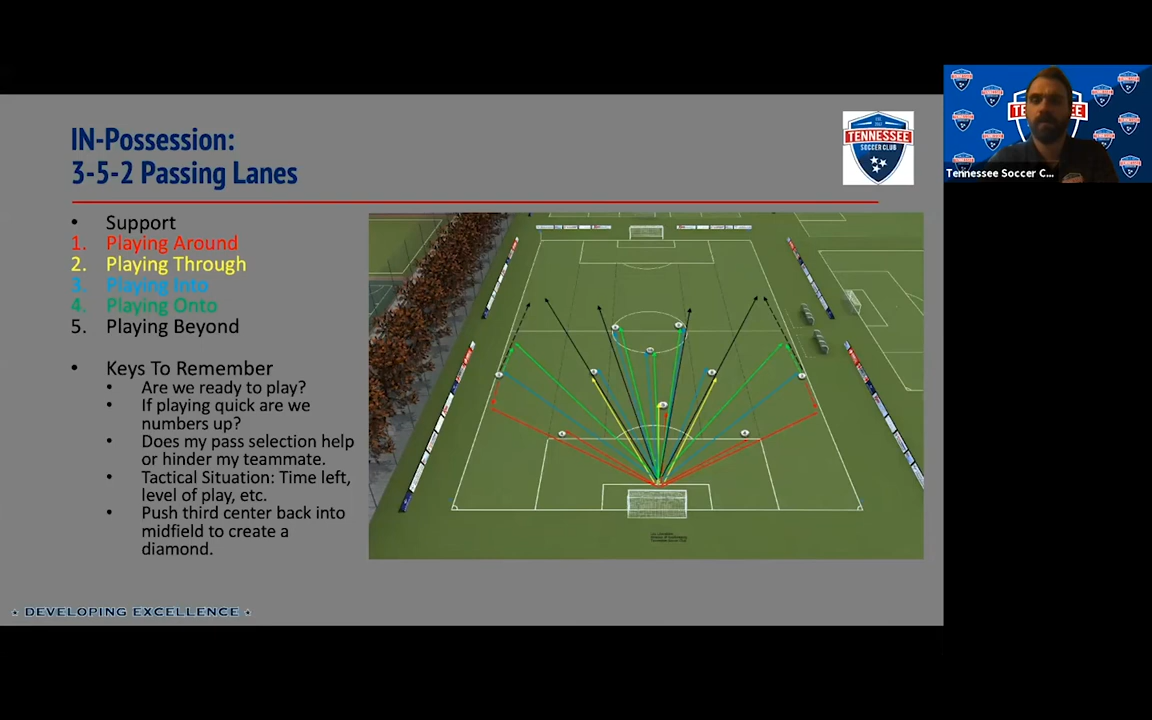 IN-Possession:
3-5-2 Passing Lanes
TENNESSEE
SOCCER CLUB
Tennessee Soccer C...
• Support
1. Playing Around
2. Playing Through
3. Playing Into
4. Playing Onto
5. Playing Beyond
• Keys To Remember
• Are we ready to play?
• If playing quick are we
numbers up?
• Does my pass selection help
or hinder my teammate.
• Tactical Situation: Time left,
level of play, etc.
• Push third center back into
midfield to create a
diamond.
DEVELOPING EXCELLENCE